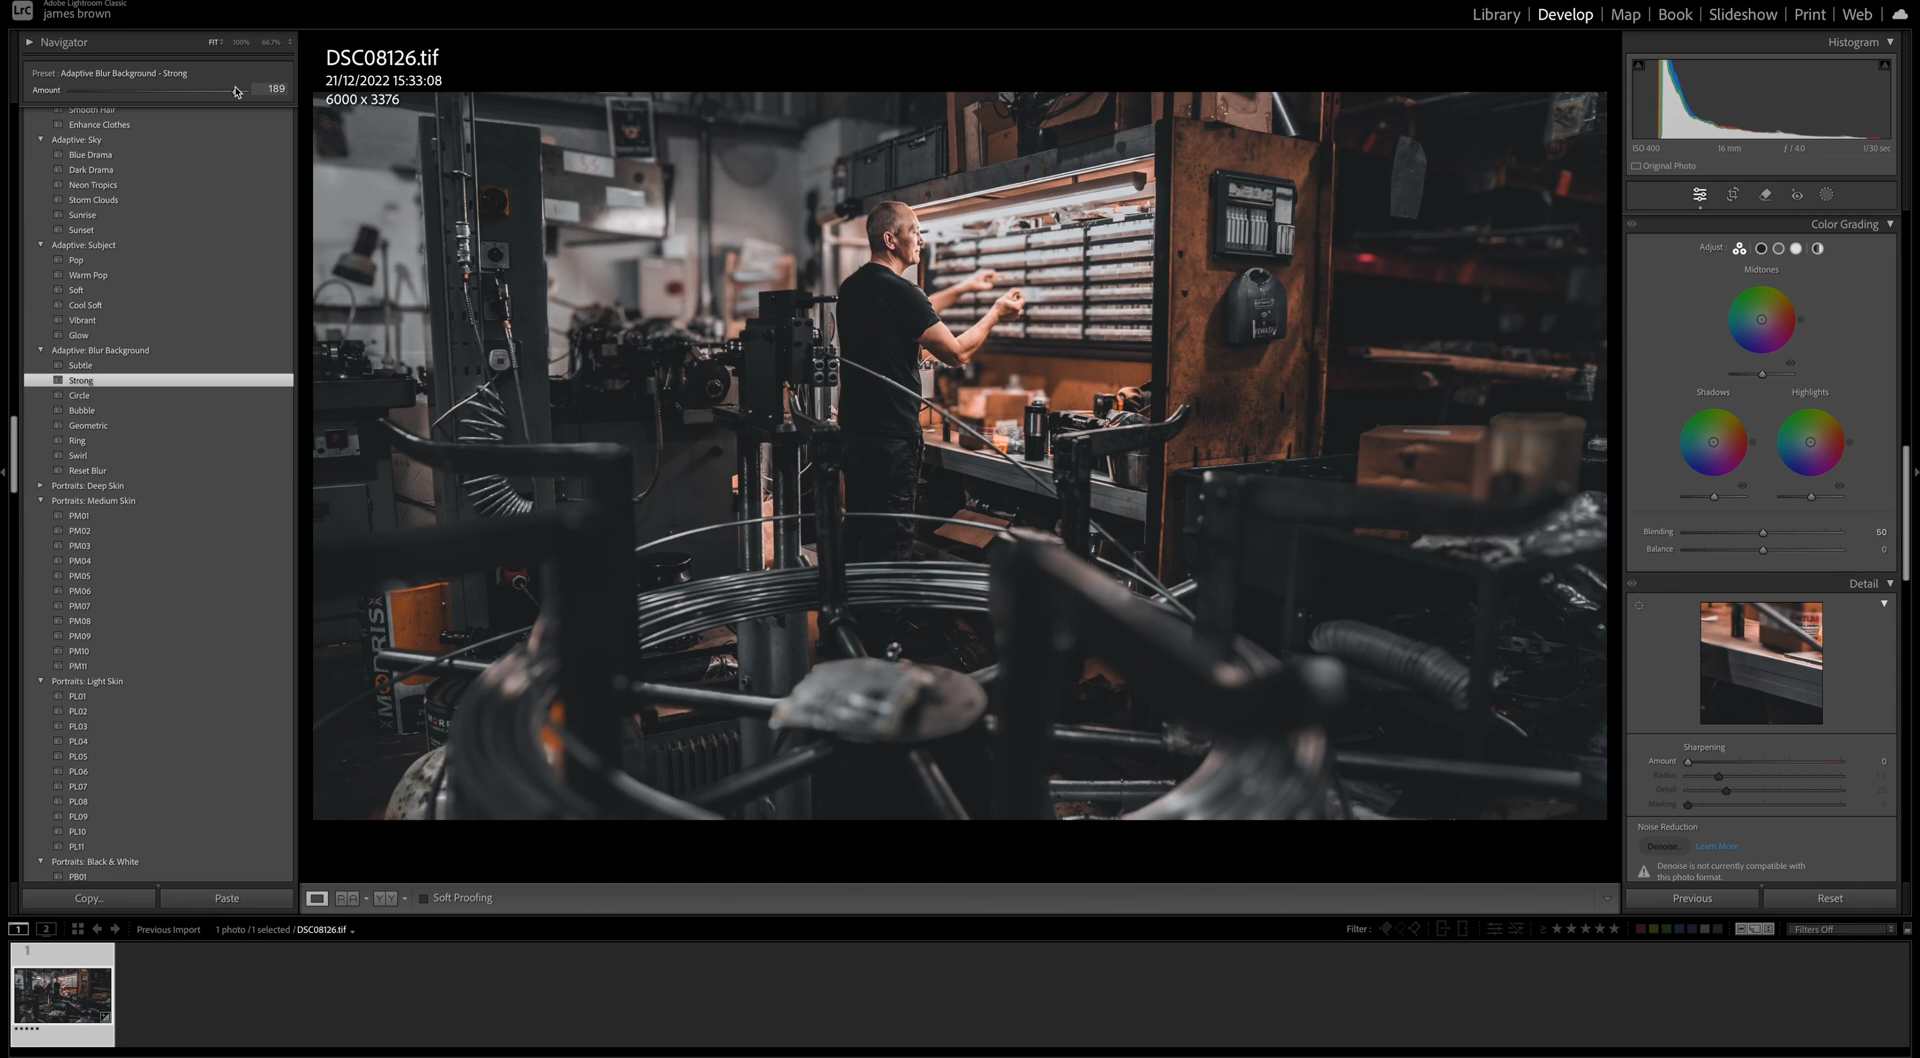 LrC
Adobe Lightroom Classic
james brown
Library | Develop | Map | Book | Slideshow | Print | Web
Navigator FIT 100% 66.7%
Preset : Adaptive Blur Background - Strong
Amount 189
Smooth Hair
Enhance Clothes
Adaptive: Sky
Blue Drama
Dark Drama
Neon Tropics
Storm Clouds
Sunrise
Sunset
Adaptive: Subject
Pop
Warm Pop
Soft
Cool Soft
Vibrant
Glow
Adaptive: Blur Background
Subtle
Strong
Circle
Bubble
Geometric
Ring
Swirl
Reset Blur
Portraits: Deep Skin
Portraits: Medium Skin
PM01
PM02
PM03
PM04
PM05
PM06
PM07
PM08
PM09
PM10
PM11
Portraits: Light Skin
PL01
PL02
PL03
PL04
PL05
PL06
PL07
PL08
PL09
PL10
PL11
Portraits: Black & White
PB01
Copy... Paste
DSC08126.tif
21/12/2022 15:33:08
6000 x 3376
Soft Proofing
Histogram
ISO 400 16 mm ƒ / 4.0 1/30 sec
Original Photo
Color Grading
Adjust :
Midtones
Shadows Highlights
Blending 50
Balance 0
Detail
Sharpening
Amount 0
Radius 1.0
Detail 25
Masking 0
Noise Reduction
Denoise... Learn More
Denoise is not currently compatible with
this photo format.
Previous Reset
1 2 Previous Import 1 photo / 1 selected / DSC08126.tif
Filter : ≥ ★★★★★ Filters Off
1
★★★★★